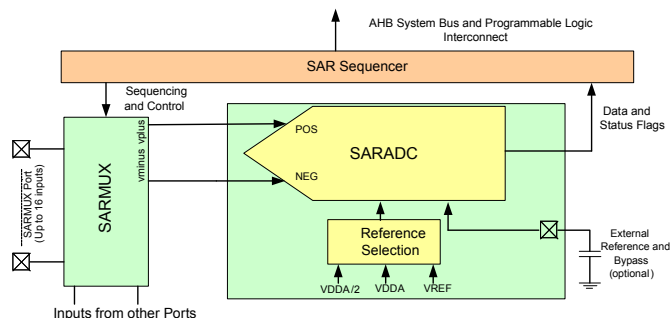 AHB System Bus and Programmable Logic
Interconnect
SAR Sequencer
Sequencing
and Control
vminus vplus
POS
NEG
SARADC
Data and
Status Flags
SARMUX
SARMUX Port
(Up to 16 inputs)
Reference
Selection
VDDA/2
VDDA
VREF
External
Reference and
Bypass
(optional)
Inputs from other Ports